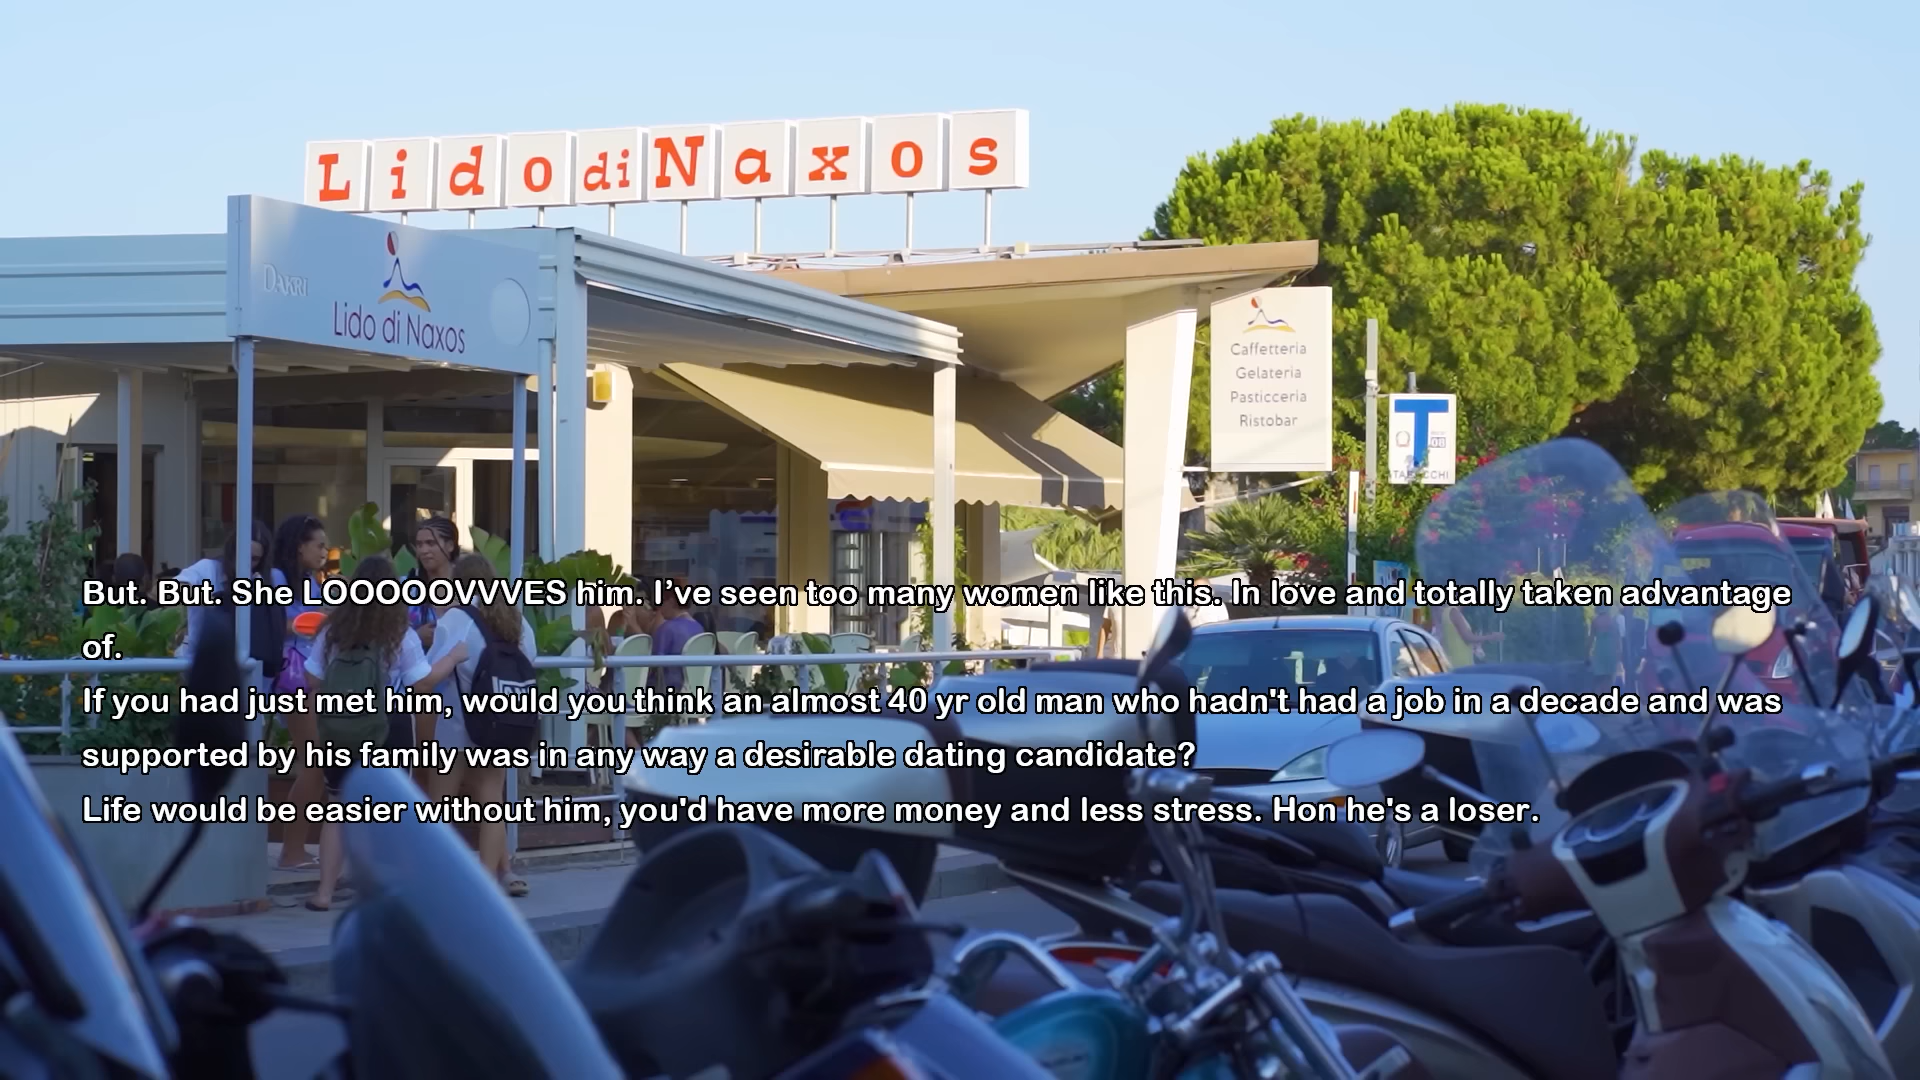 Lido di Naxos
DAKRI
Lido di Naxos
Caffetteria
Gelateria
Pasticceria
Ristobar
T
08
But. But. She LOOOOOVVVES him. I’ve seen too many women like this. In love and totally taken advantage
of.
If you had just met him, would you think an almost 40 yr old man who hadn't had a job in a decade and was
supported by his family was in any way a desirable dating candidate?
Life would be easier without him, you'd have more money and less stress. Hon he's a loser.